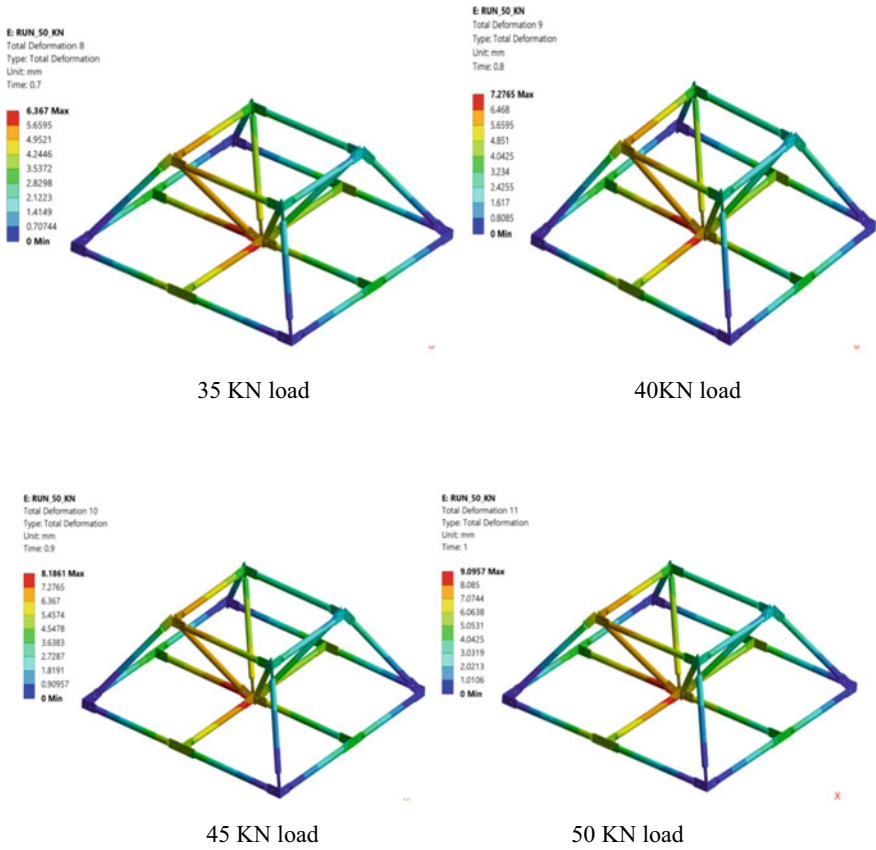 E: RUN_50_KN
Total Deformation 8
Type: Total Deformation
Unit: mm
Time: 0.7
6.367 Max
5.6595
4.9521
4.2446
3.5372
2.8298
2.1223
1.4149
0.70744
0 Min
35 KN load
E: RUN_50_KN
Total Deformation 9
Type: Total Deformation
Unit: mm
Time: 0.8
7.2765 Max
6.468
5.6595
4.851
4.0425
3.234
2.4255
1.617
0.8085
0 Min
40KN load
E: RUN_50_KN
Total Deformation 10
Type: Total Deformation
Unit: mm
Time: 0.9
8.1861 Max
7.2765
6.367
5.4574
4.5478
3.6383
2.7287
1.8191
0.90957
0 Min
45 KN load
E: RUN_50_KN
Total Deformation 11
Type: Total Deformation
Unit: mm
Time: 1
9.0957 Max
8.085
7.0744
6.0638
5.0531
4.0425
3.0319
2.0213
1.0106
0 Min
X
50 KN load